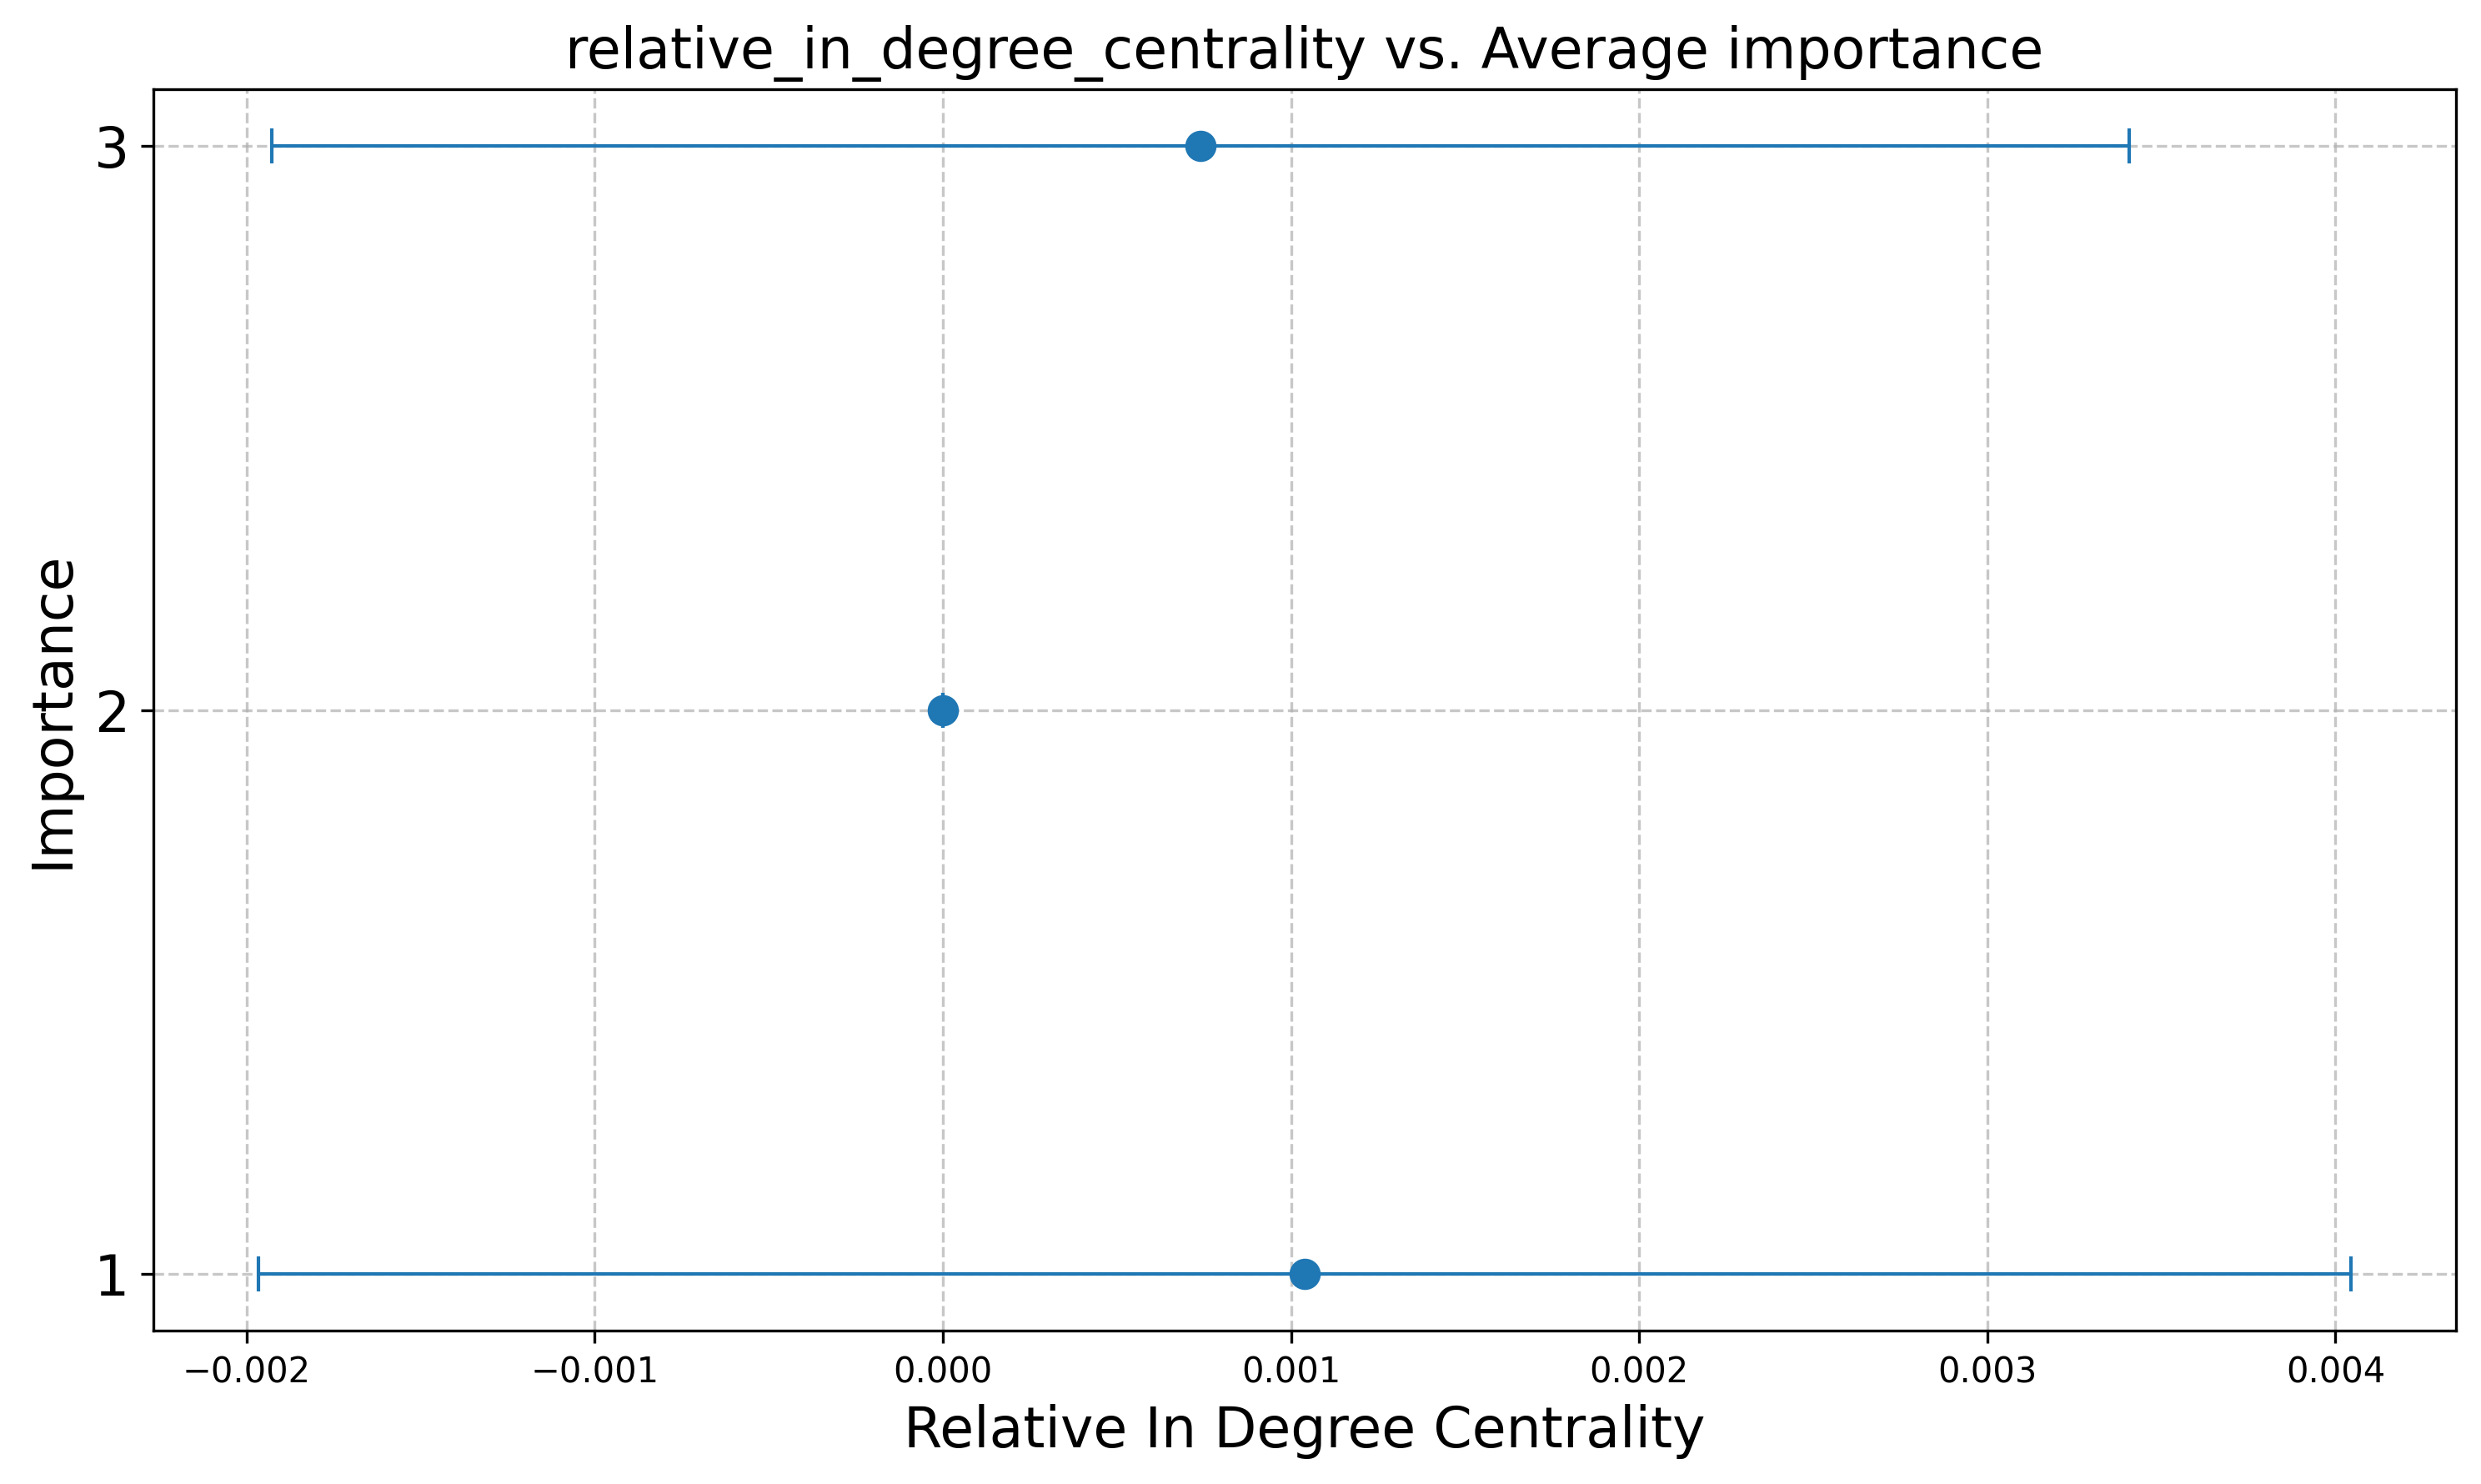 relative_in_degree_centrality vs. Average importance
3
2
1
Importance
−0.002 −0.001 0.000 0.001 0.002 0.003 0.004
Relative In Degree Centrality